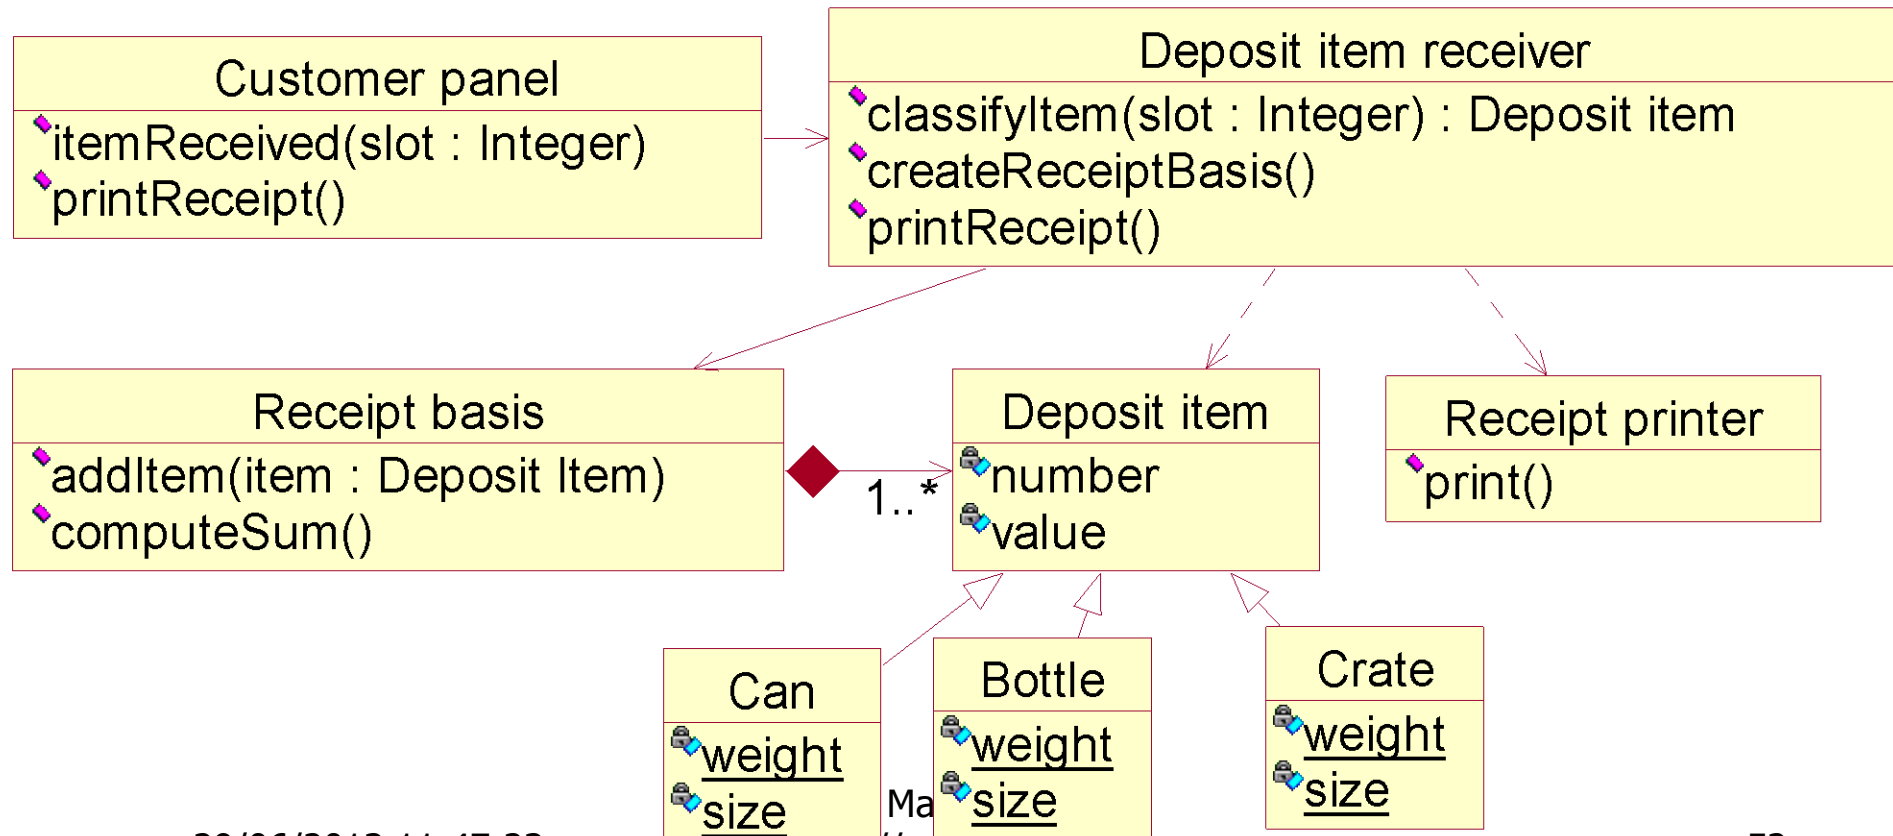 Customer panel
itemReceived(slot : Integer)
printReceipt()
Deposit item receiver
classifyItem(slot : Integer) : Deposit item
createReceiptBasis()
printReceipt()
Receipt basis
addItem(item : Deposit Item)
computeSum()
1..*
Deposit item
number
value
Receipt printer
print()
Can
weight
size
Bottle
weight
size
Crate
weight
size
Ma